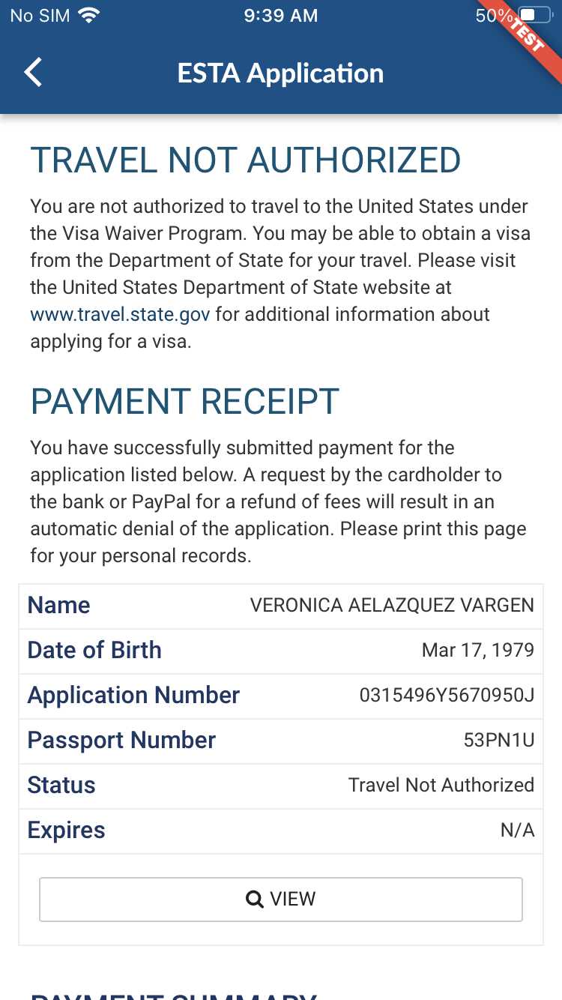 No SIM 9:39 AM 50%
TEST
ESTA Application
TRAVEL NOT AUTHORIZED
You are not authorized to travel to the United States under
the Visa Waiver Program. You may be able to obtain a visa
from the Department of State for your travel. Please visit
the United States Department of State website at
www.travel.state.gov for additional information about
applying for a visa.
PAYMENT RECEIPT
You have successfully submitted payment for the
application listed below. A request by the cardholder to
the bank or PayPal for a refund of fees will result in an
automatic denial of the application. Please print this page
for your personal records.
Name VERONICA AELAZQUEZ VARGEN
Date of Birth Mar 17, 1979
Application Number 0315496Y5670950J
Passport Number 53PN1U
Status Travel Not Authorized
Expires N/A
VIEW
PAYMENT SUMMARY